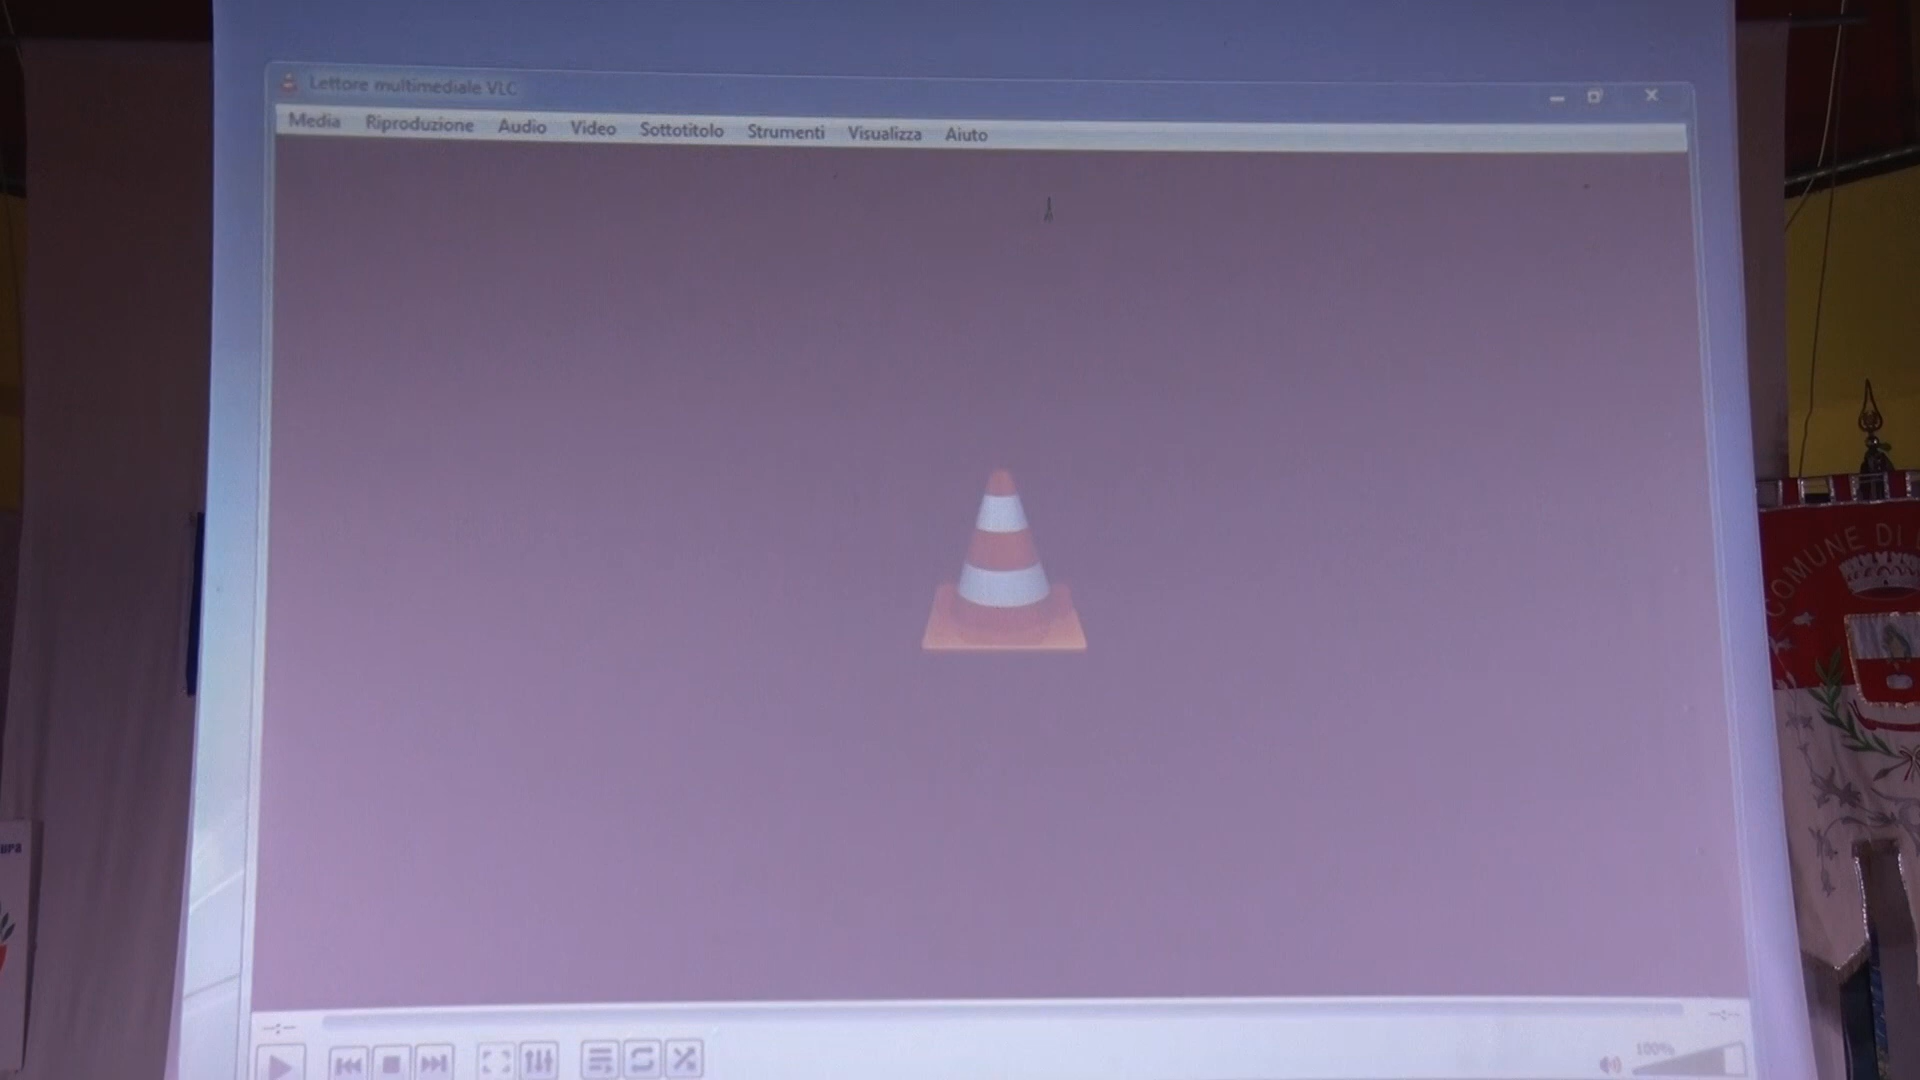 Lettore multimediale VLC
Media Riproduzione Audio Video Sottotitolo Strumenti Visualizza Aiuto
COMUNE DI
100%